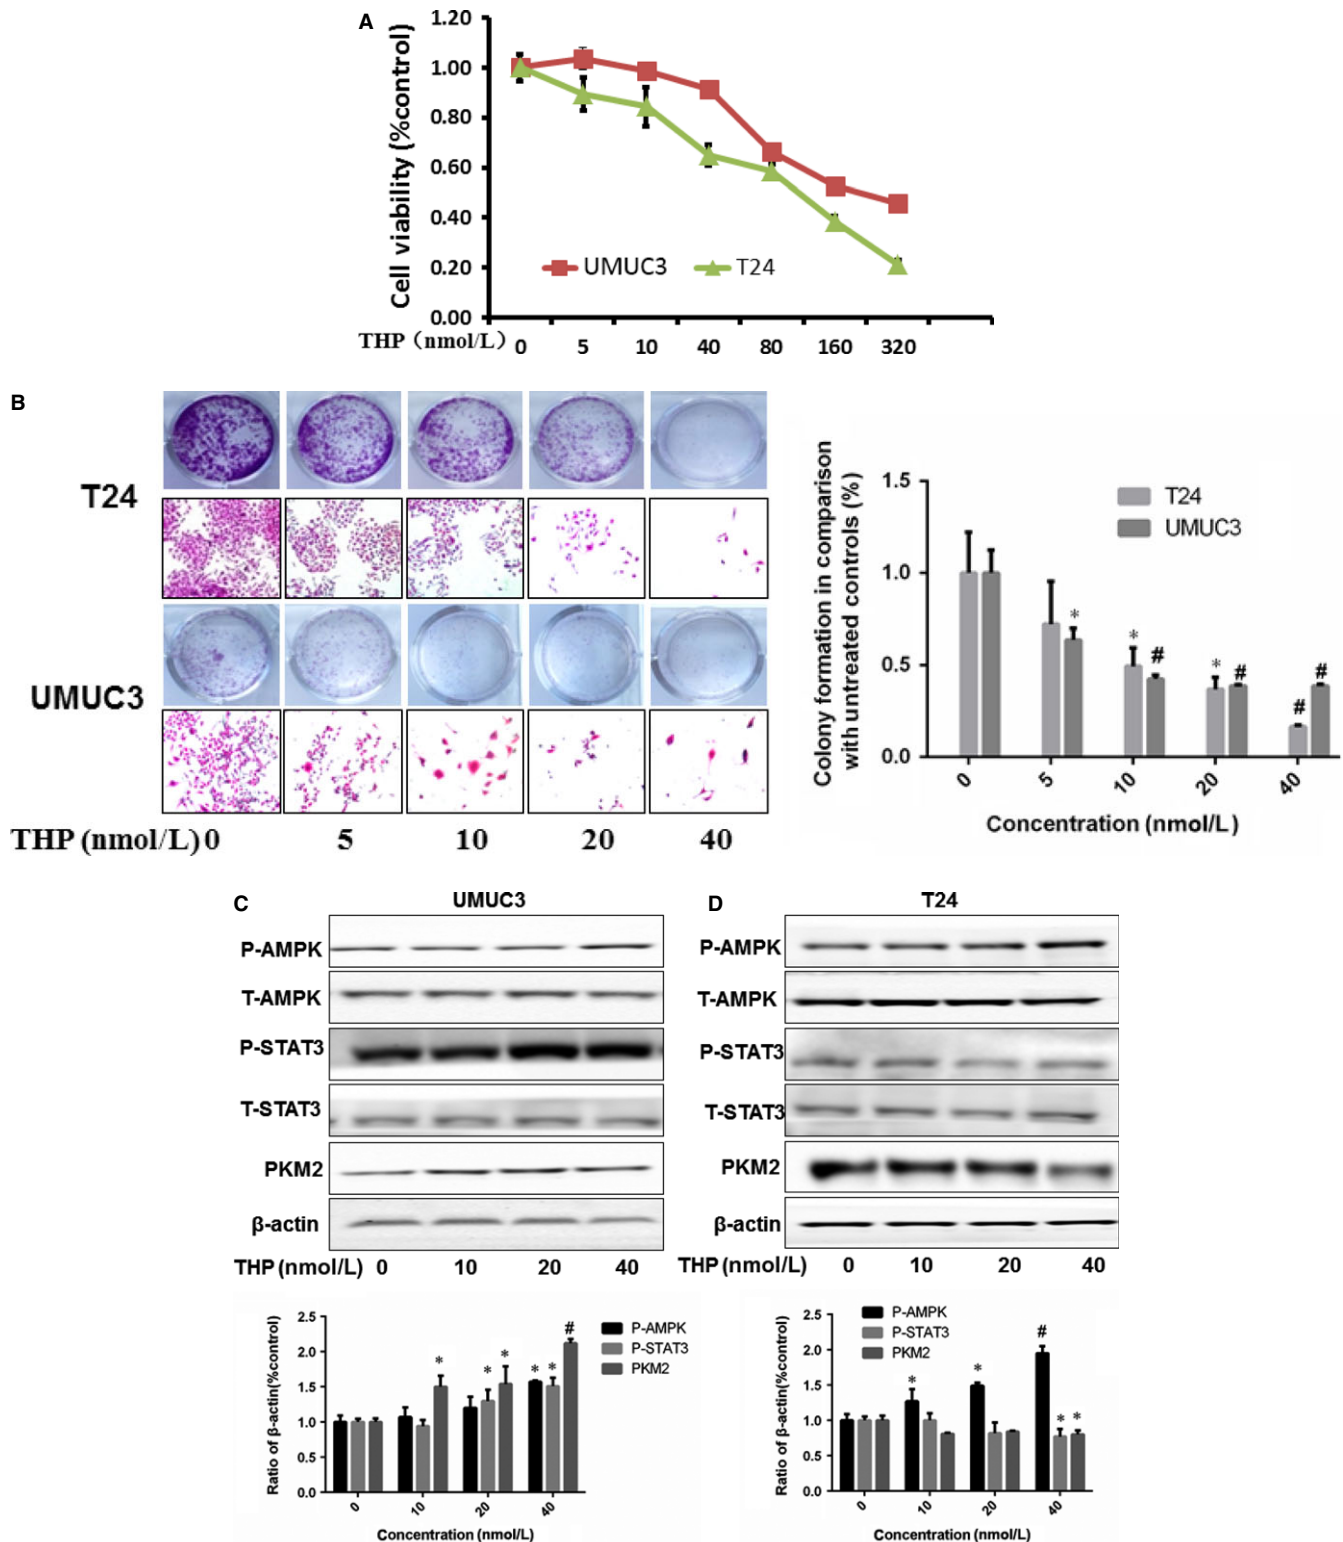 A
Cell viability (%control)
1.20
1.00
0.80
0.60
0.40
0.20
0.00
UMUC3
T24
THP（nmol/L）
0 5 10 40 80 160 320
B
T24
UMUC3
THP (nmol/L) 0 5 10 20 40
Colony formation in comparison
with untreated controls (%)
1.5
1.0
0.5
0.0
T24
UMUC3
*
*
#
*
#
#
#
0 5 10 20 40
Concentration (nmol/L)
C
UMUC3
P-AMPK
T-AMPK
P-STAT3
T-STAT3
PKM2
β-actin
THP (nmol/L) 0 10 20 40
Ratio of β-actin(%control)
2.5
2.0
1.5
1.0
0.5
0.0
P-AMPK
P-STAT3
PKM2
*
*
*
*
*
#
0 10 20 40
Concentration (nmol/L)
D
T24
P-AMPK
T-AMPK
P-STAT3
T-STAT3
PKM2
β-actin
THP (nmol/L) 0 10 20 40
Ratio of β-actin(%control)
2.5
2.0
1.5
1.0
0.5
0.0
P-AMPK
P-STAT3
PKM2
*
*
#
*
*
0 10 20 40
Concentration (nmol/L)